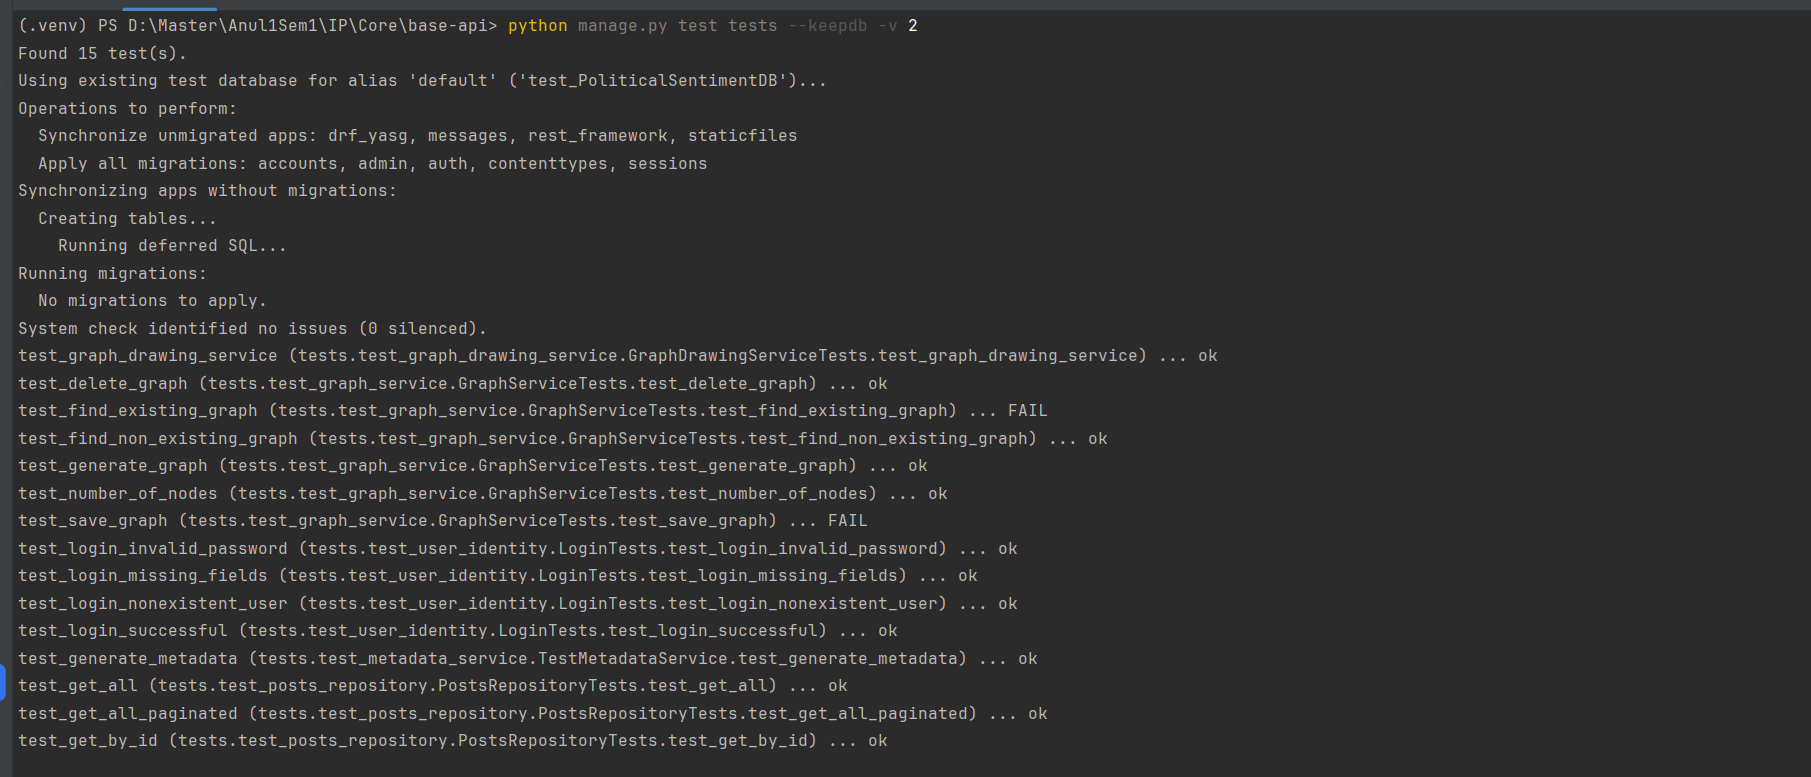 (.venv) PS D:\Master\Anul1Sem1\IP\Core\base-api> python manage.py test tests --keepdb -v 2
Found 15 test(s).
Using existing test database for alias 'default' ('test_PoliticalSentimentDB')...
Operations to perform:
  Synchronize unmigrated apps: drf_yasg, messages, rest_framework, staticfiles
  Apply all migrations: accounts, admin, auth, contenttypes, sessions
Synchronizing apps without migrations:
  Creating tables...
    Running deferred SQL...
Running migrations:
  No migrations to apply.
System check identified no issues (0 silenced).
test_graph_drawing_service (tests.test_graph_drawing_service.GraphDrawingServiceTests.test_graph_drawing_service) ... ok
test_delete_graph (tests.test_graph_service.GraphServiceTests.test_delete_graph) ... ok
test_find_existing_graph (tests.test_graph_service.GraphServiceTests.test_find_existing_graph) ... FAIL
test_find_non_existing_graph (tests.test_graph_service.GraphServiceTests.test_find_non_existing_graph) ... ok
test_generate_graph (tests.test_graph_service.GraphServiceTests.test_generate_graph) ... ok
test_number_of_nodes (tests.test_graph_service.GraphServiceTests.test_number_of_nodes) ... ok
test_save_graph (tests.test_graph_service.GraphServiceTests.test_save_graph) ... FAIL
test_login_invalid_password (tests.test_user_identity.LoginTests.test_login_invalid_password) ... ok
test_login_missing_fields (tests.test_user_identity.LoginTests.test_login_missing_fields) ... ok
test_login_nonexistent_user (tests.test_user_identity.LoginTests.test_login_nonexistent_user) ... ok
test_login_successful (tests.test_user_identity.LoginTests.test_login_successful) ... ok
test_generate_metadata (tests.test_metadata_service.TestMetadataService.test_generate_metadata) ... ok
test_get_all (tests.test_posts_repository.PostsRepositoryTests.test_get_all) ... ok
test_get_all_paginated (tests.test_posts_repository.PostsRepositoryTests.test_get_all_paginated) ... ok
test_get_by_id (tests.test_posts_repository.PostsRepositoryTests.test_get_by_id) ... ok